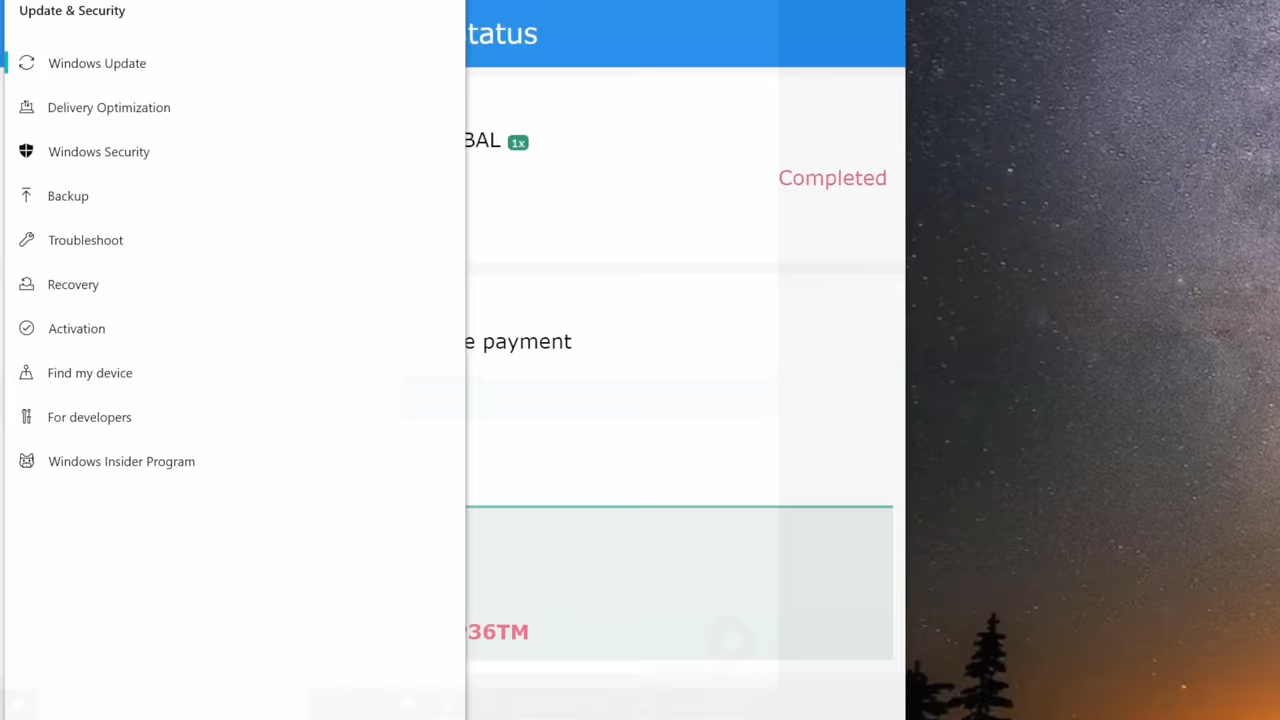 Update & Security
Windows Update
Delivery Optimization
Windows Security
Backup
Troubleshoot
Recovery
Activation
Find my device
For developers
Windows Insider Program
tatus
BAL 1x
Completed
e payment
36TM